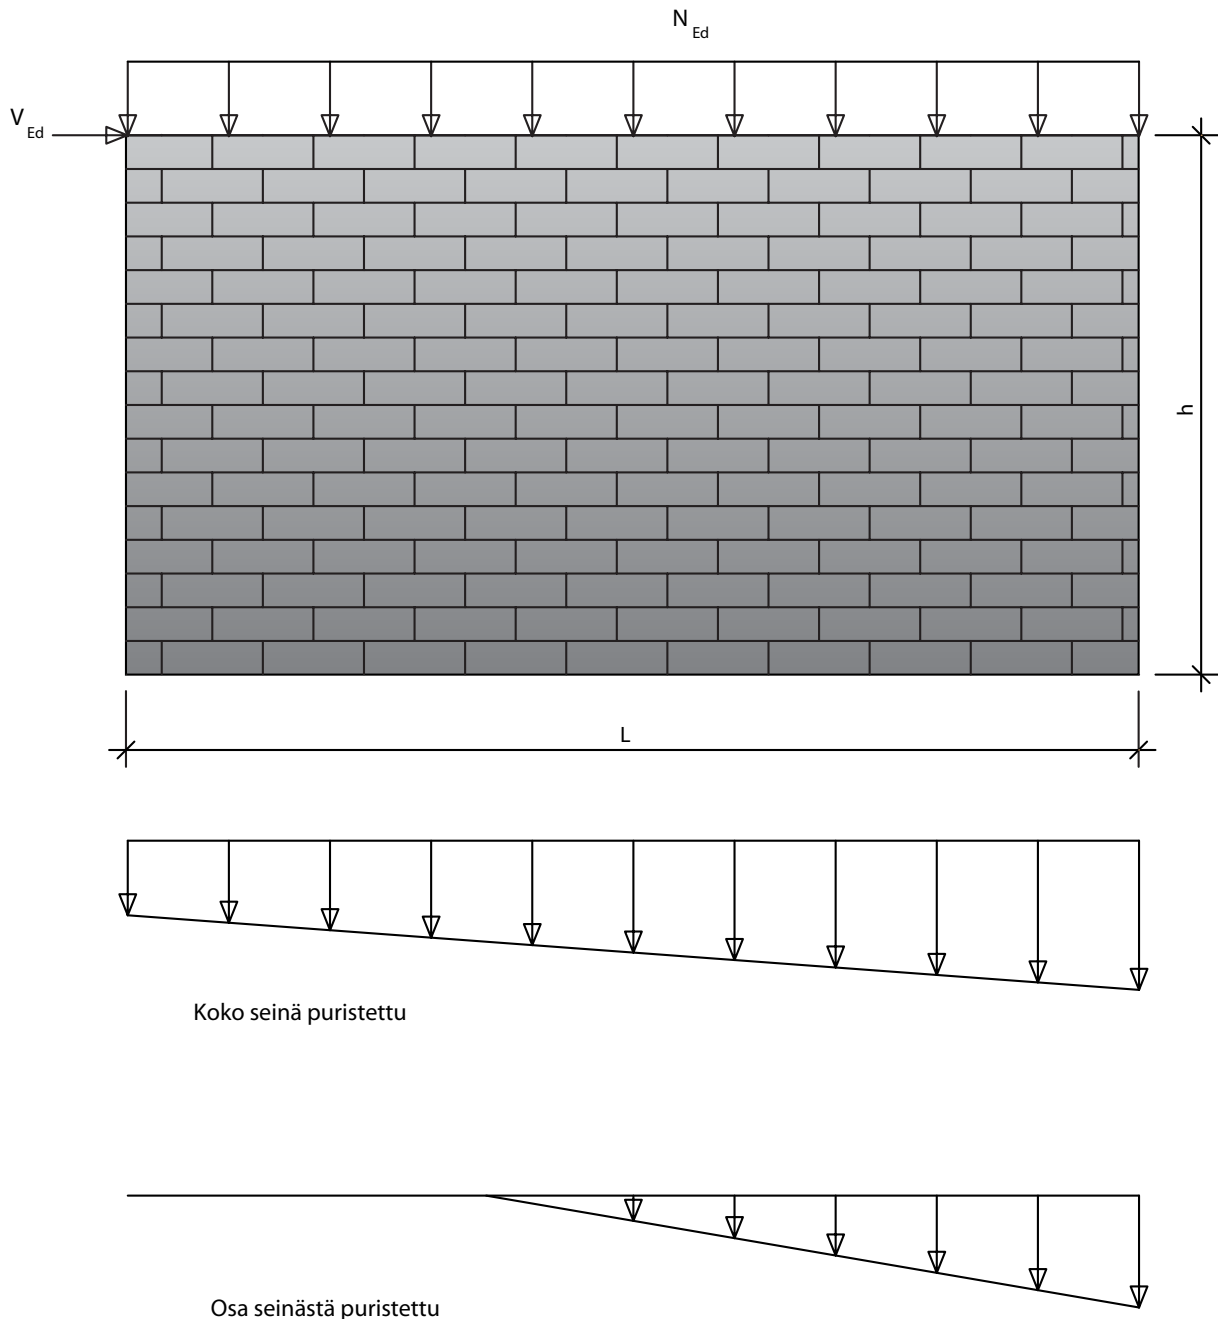 N Ed
V Ed
h
L
Koko seinä puristettu
Osa seinästä puristettu